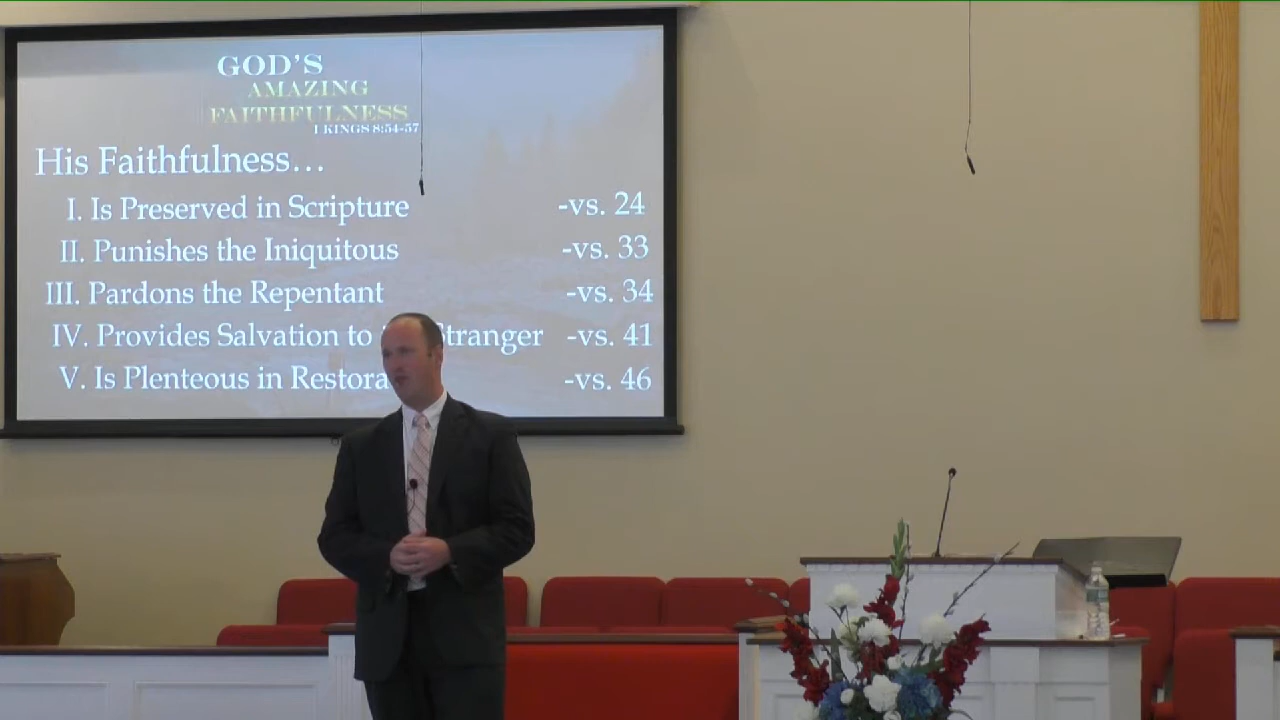 GOD'S
AMAZING
FAITHFULNESS
I KINGS 8:54-57
His Faithfulness…
I. Is Preserved in Scripture -vs. 24
II. Punishes the Iniquitous -vs. 33
III. Pardons the Repentant -vs. 34
IV. Provides Salvation to Stranger -vs. 41
V. Is Plenteous in -vs. 46